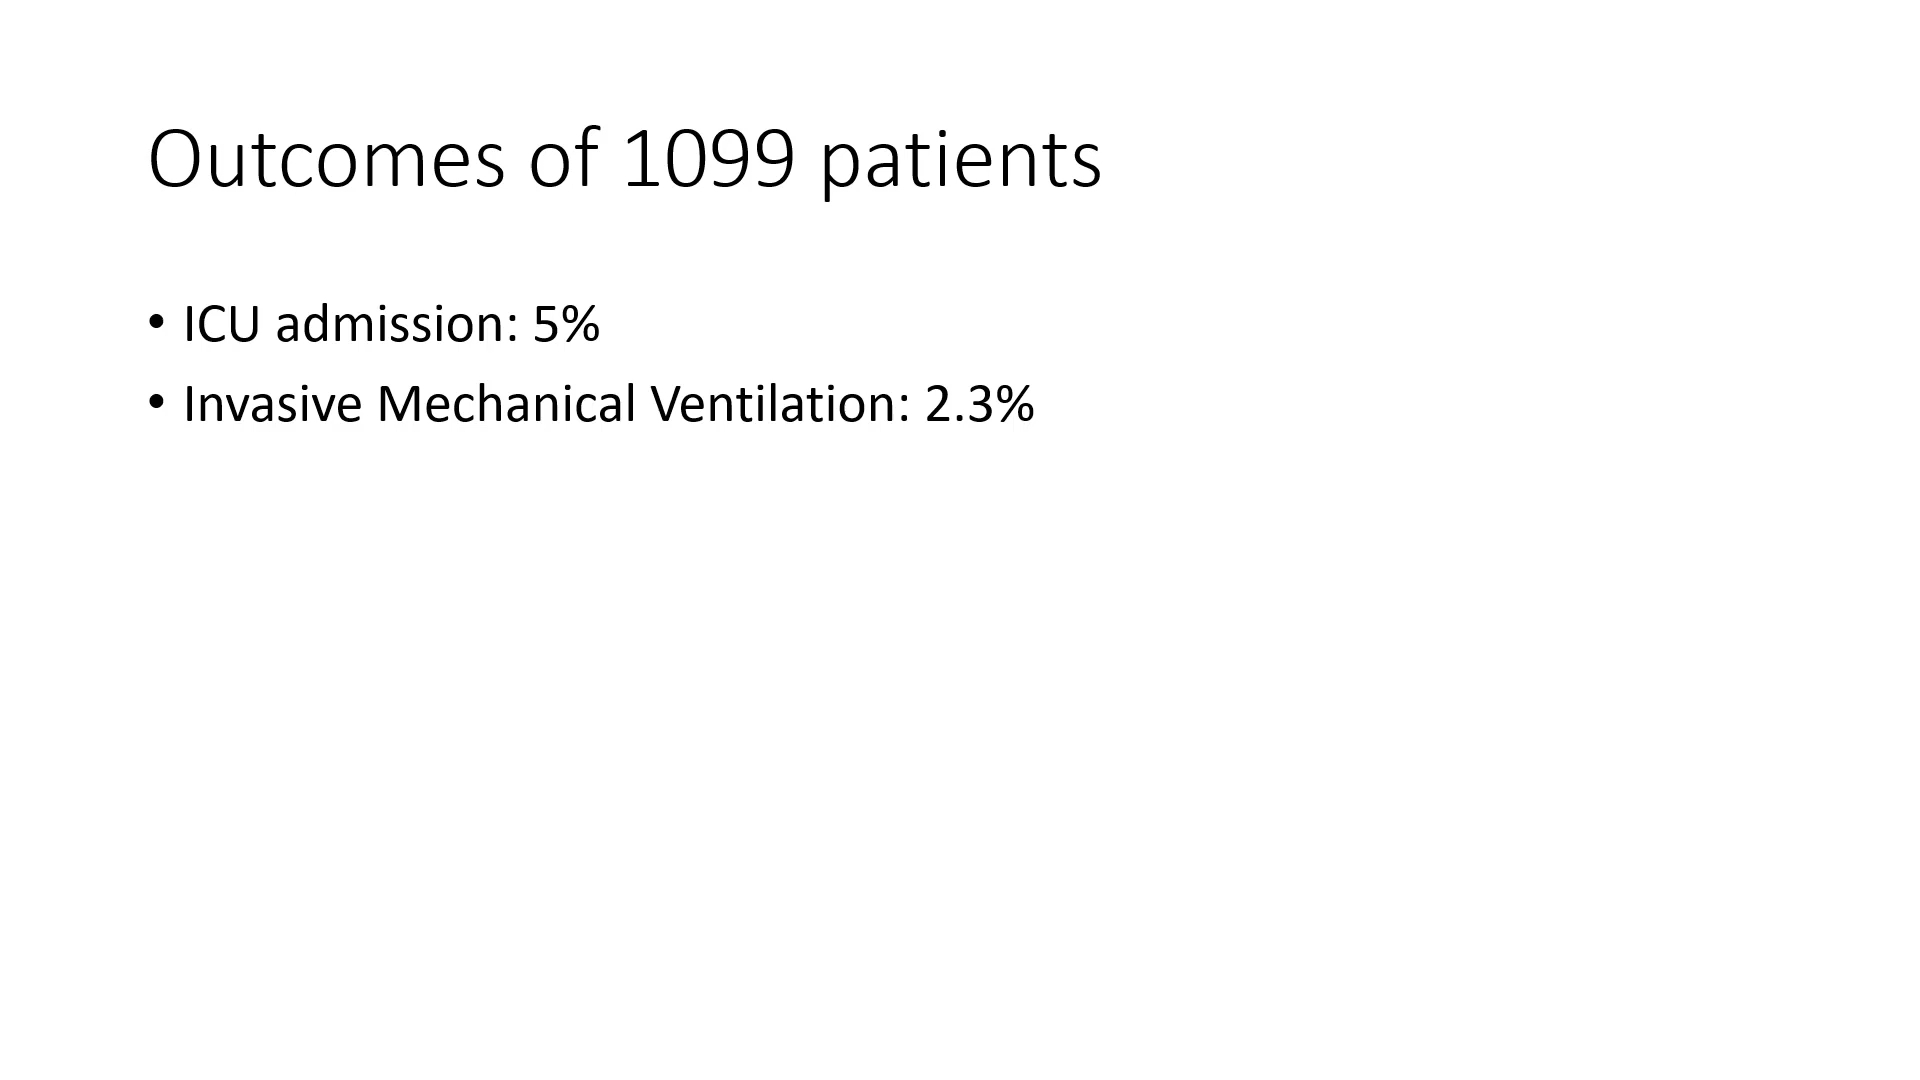 Outcomes of 1099 patients
• ICU admission: 5%
• Invasive Mechanical Ventilation: 2.3%